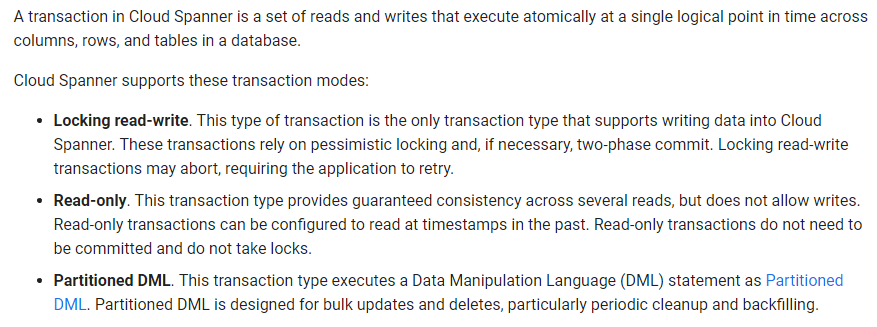 A transaction in Cloud Spanner is a set of reads and writes that execute atomically at a single logical point in time across
columns, rows, and tables in a database.
Cloud Spanner supports these transaction modes:
• Locking read-write. This type of transaction is the only transaction type that supports writing data into Cloud
Spanner. These transactions rely on pessimistic locking and, if necessary, two-phase commit. Locking read-write
transactions may abort, requiring the application to retry.
• Read-only. This transaction type provides guaranteed consistency across several reads, but does not allow writes.
Read-only transactions can be configured to read at timestamps in the past. Read-only transactions do not need to
be committed and do not take locks.
• Partitioned DML. This transaction type executes a Data Manipulation Language (DML) statement as Partitioned
DML. Partitioned DML is designed for bulk updates and deletes, particularly periodic cleanup and backfilling.